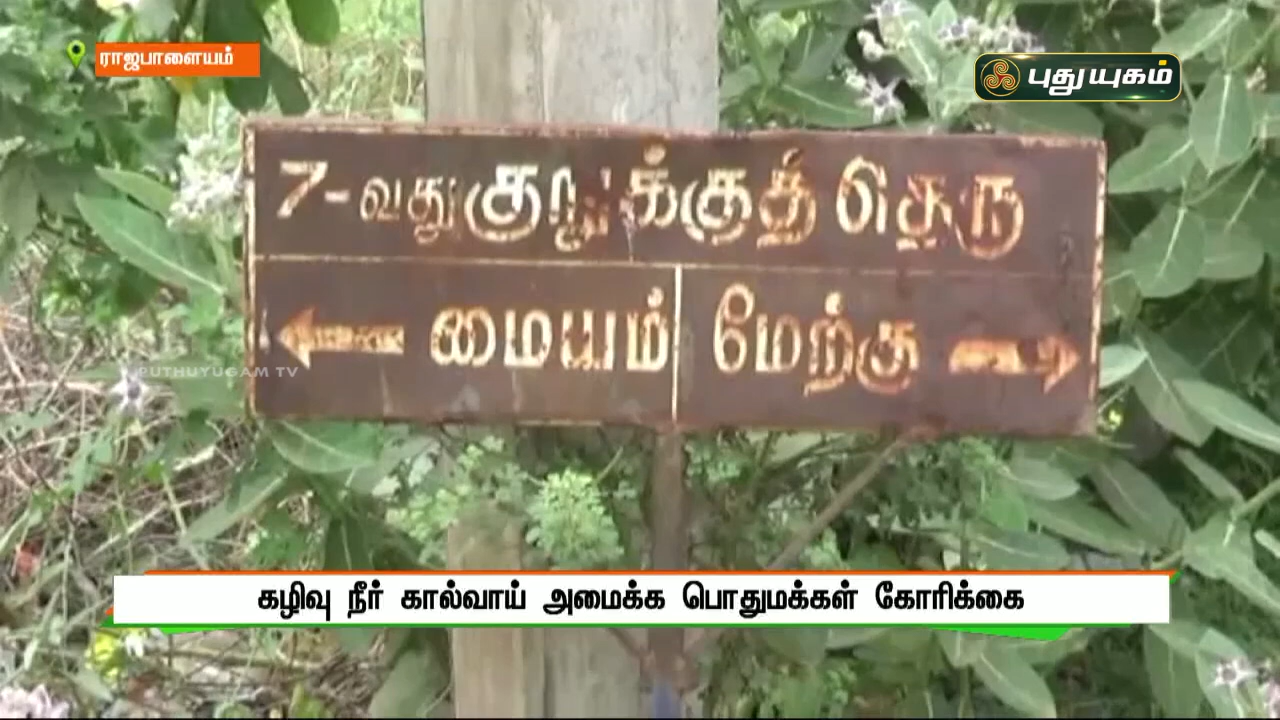 ராஜபாளையம்
புதுயுகம்
7-வது குறுக்குத் தெரு
மையம் மேற்கு
PUTHUYUGAM TV
கழிவு நீர் கால்வாய் அமைக்க பொதுமக்கள் கோரிக்கை